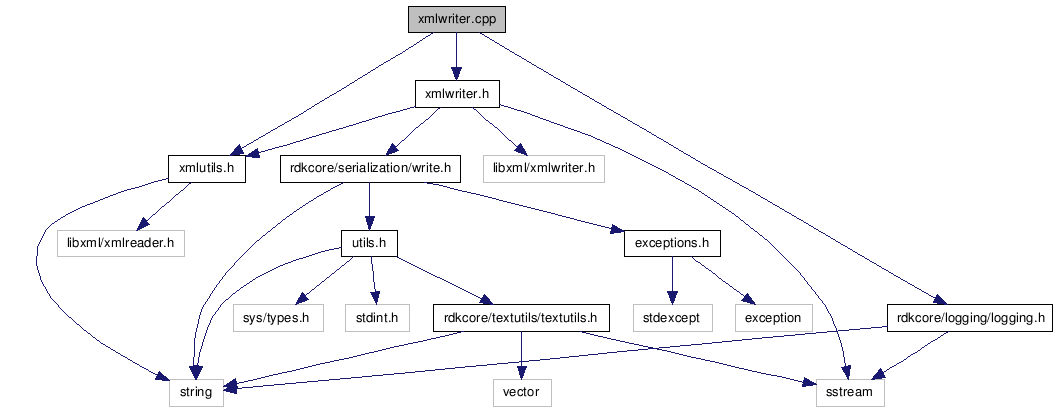 xmlwriter.cpp
xmlwriter.h
xmlutils.h
rdkcore/serialization/write.h
libxml/xmlwriter.h
libxml/xmlreader.h
utils.h
exceptions.h
sys/types.h
stdint.h
rdkcore/textutils/textutils.h
stdexcept
exception
rdkcore/logging/logging.h
string
vector
sstream